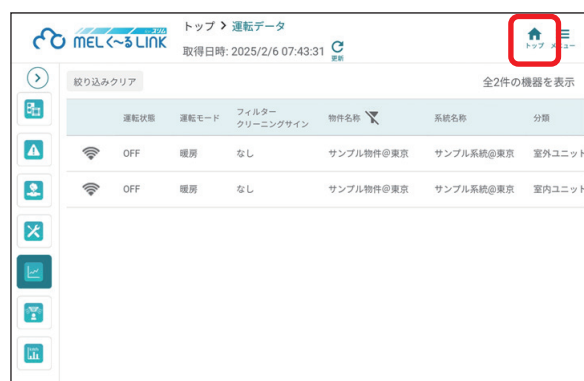 MELく～るLINK
トップ > 運転データ
取得日時: 2025/2/6 07:43:31
更新
トップ メニュー
絞り込みクリア
全2件の機器を表示
運転状態 運転モード フィルター
クリーニングサイン 物件名称 系統名称 分類
OFF 暖房 なし サンプル物件@東京 サンプル系統@東京 室外ユニット
OFF 暖房 なし サンプル物件@東京 サンプル系統@東京 室内ユニット